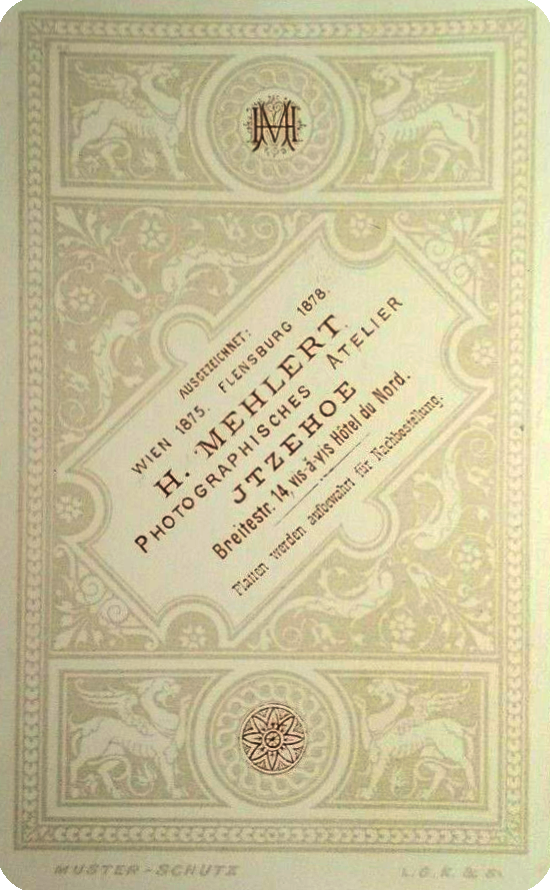 HM
AUSGEZEICHNET:
WIEN 1875. FLENSBURG 1878.
H. MEHLERT.
PHOTOGRAPHISCHES ATELIER
JTZEHOE
Breitestr. 14, vis-à-vis Hôtel du Nord.
Platten werden aufbewahrt für Nachbestellung.
MUSTER-SCHUTZ
L.G.K. &